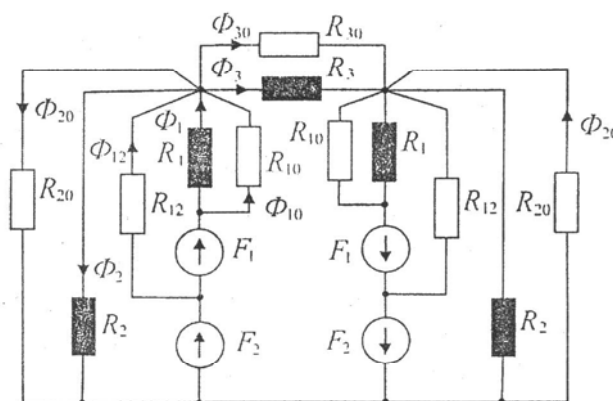 Φ₃₀ R₃₀
Φ₃ R₃
Φ₂₀ Φ₁ Φ₂₀
Φ₁₂ R₁ R₁₀ R₁₀ R₁
R₂₀ R₁₂ Φ₁₀ R₁₂ R₂₀
F₁ F₁
Φ₂
R₂ F₂ F₂ R₂